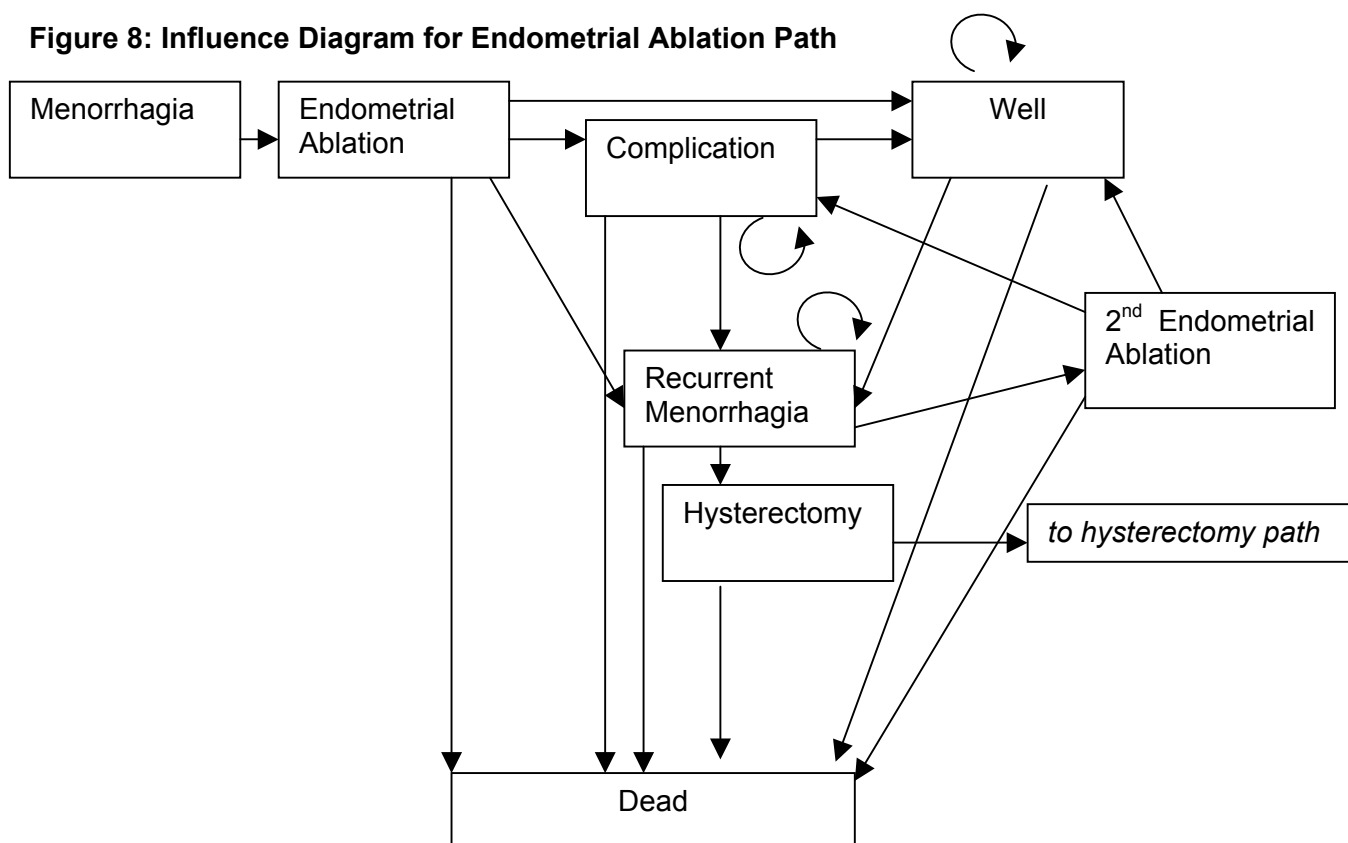 Figure 8: Influence Diagram for Endometrial Ablation Path
Menorrhagia
Endometrial
Ablation
Complication
Well
2nd Endometrial
Ablation
Recurrent
Menorrhagia
Hysterectomy
to hysterectomy path
Dead